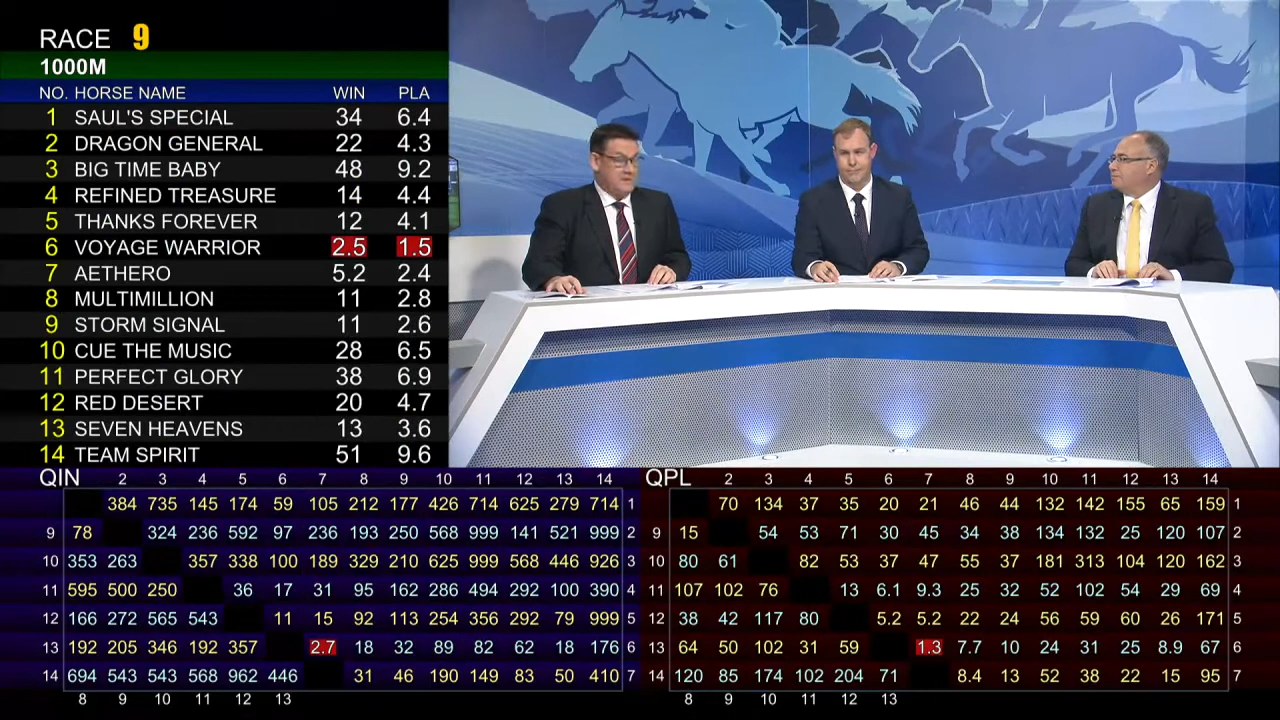 RACE 9
1000M
NO. HORSE NAME WIN PLA
1 SAUL'S SPECIAL 34 6.4
2 DRAGON GENERAL 22 4.3
3 BIG TIME BABY 48 9.2
4 REFINED TREASURE 14 4.4
5 THANKS FOREVER 12 4.1
6 VOYAGE WARRIOR 2.5 1.5
7 AETHERO 5.2 2.4
8 MULTIMILLION 11 2.8
9 STORM SIGNAL 11 2.6
10 CUE THE MUSIC 28 6.5
11 PERFECT GLORY 38 6.9
12 RED DESERT 20 4.7
13 SEVEN HEAVENS 13 3.6
14 TEAM SPIRIT 51 9.6
QIN 2 3 4 5 6 7 8 9 10 11 12 13 14
384 735 145 174 59 105 212 177 426 714 625 279 714 1
9 78 324 236 592 97 236 193 250 568 999 141 521 999 2
10 353 263 357 338 100 189 329 210 625 999 568 446 926 3
11 595 500 250 36 17 31 95 162 286 494 292 100 390 4
12 166 272 565 543 11 15 92 113 254 356 292 79 999 5
13 192 205 346 192 357 2.7 18 32 89 82 62 18 176 6
14 694 543 543 568 962 446 31 46 190 149 83 50 410 7
8 9 10 11 12 13
QPL 2 3 4 5 6 7 8 9 10 11 12 13 14
70 134 37 35 20 21 46 44 132 142 155 65 159 1
9 15 54 53 71 30 45 34 38 134 132 25 120 107 2
10 80 61 82 53 37 47 55 37 181 313 104 120 162 3
11 107 102 76 13 6.1 9.3 25 32 52 102 54 29 69 4
12 38 42 117 80 5.2 5.2 22 24 56 59 60 26 171 5
13 64 50 102 31 59 1.3 7.7 10 24 31 25 8.9 67 6
14 120 85 174 102 204 71 8.4 13 52 38 22 15 95 7
8 9 10 11 12 13